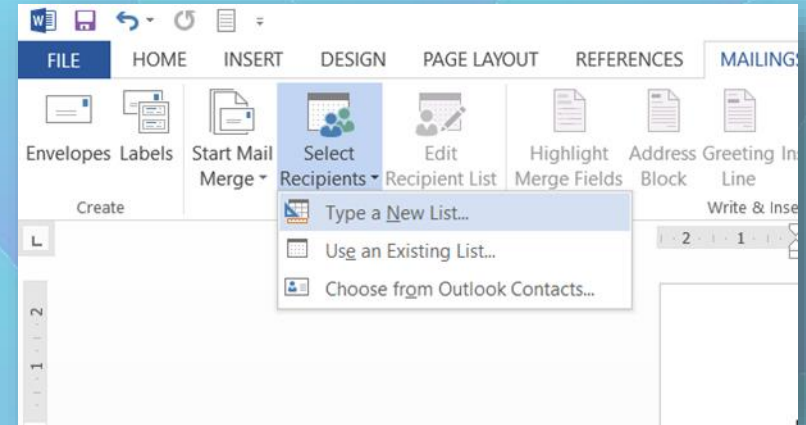 FILE HOME INSERT DESIGN PAGE LAYOUT REFERENCES MAILINGS
Envelopes Labels Start Mail Merge Select Recipients Edit Recipient List Highlight Merge Fields Address Block Greeting Line
Create Write & Inse
Type a New List...
Use an Existing List...
Choose from Outlook Contacts...
2 1
2
1